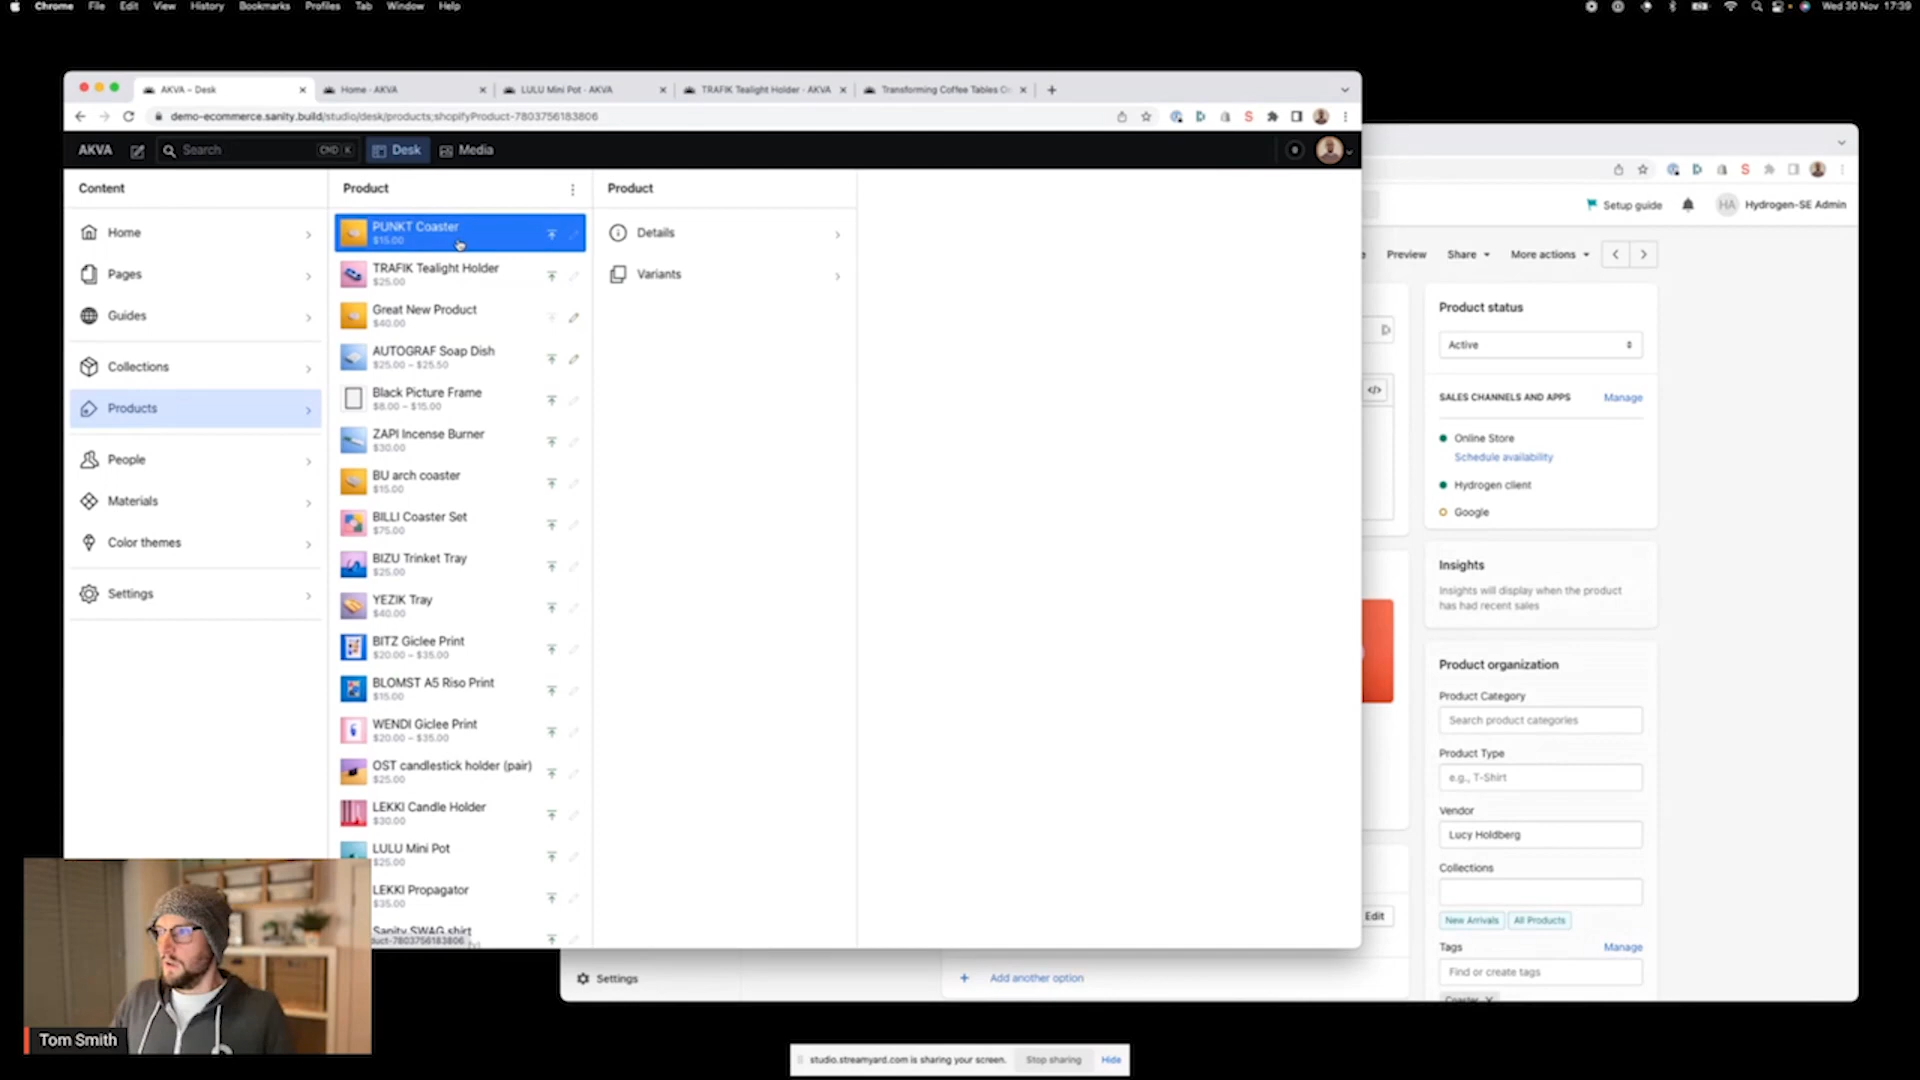 Chrome File Edit View History Bookmarks Profiles Tab Window Help
Wed 30 Nov 17:39
AKVA – Desk
Home · AKVA
LULU Mini Pot · AKVA
TRAFIK Tealight Holder · AKVA
Transforming Coffee Tables O
demo-ecommerce.sanity.build/studio/desk/products;shopifyProduct-7803756183806
AKVA
Search
CMD K
Desk
Media
Content
Home
Pages
Guides
Collections
Products
People
Materials
Color themes
Settings
Product
PUNKT Coaster
$15.00
TRAFIK Tealight Holder
$25.00
Great New Product
$40.00
AUTOGRAF Soap Dish
$25.00 – $25.50
Black Picture Frame
$8.00 – $15.00
ZAPI Incense Burner
$30.00
BU arch coaster
$15.00
BILLI Coaster Set
$75.00
BIZU Trinket Tray
$25.00
YEZIK Tray
$40.00
BITZ Giclee Print
$20.00 – $35.00
BLOMST A5 Riso Print
$15.00
WENDI Giclee Print
$20.00 – $35.00
OST candlestick holder (pair)
$25.00
LEKKI Candle Holder
$30.00
LULU Mini Pot
$25.00
LEKKI Propagator
$35.00
Sanity SWAG shirt
duct-7803756183806
Product
Details
Variants
Setup guide
HA
Hydrogen-SE Admin
Preview
Share
More actions
Product status
Active
SALES CHANNELS AND APPS
Manage
Online Store
Schedule availability
Hydrogen client
Google
Insights
Insights will display when the product
has had recent sales
Product organization
Product Category
Search product categories
Product Type
e.g., T-Shirt
Vendor
Lucy Holdberg
Collections
New Arrivals
All Products
Tags
Manage
Find or create tags
Coaster
Edit
Settings
+ Add another option
Tom Smith
studio.streamyard.com is sharing your screen.
Stop sharing
Hide